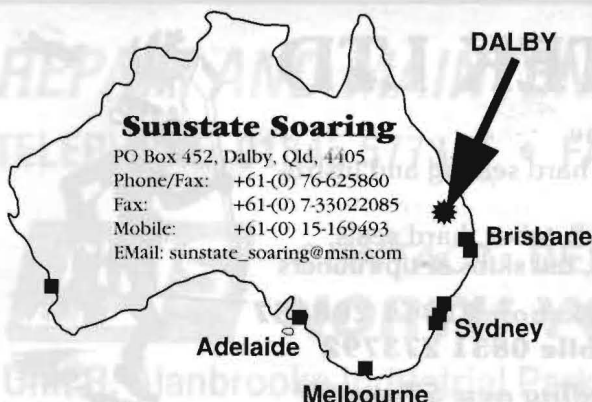 DALBY
Sunstate Soaring
PO Box 452, Dalby, Qld, 4405
Phone/Fax: +61-(0) 76-625860
Fax: +61-(0) 7-33022085
Mobile: +61-(0) 15-169493
EMail: sunstate_soaring@msn.com
Brisbane
Sydney
Adelaide
Melbourne